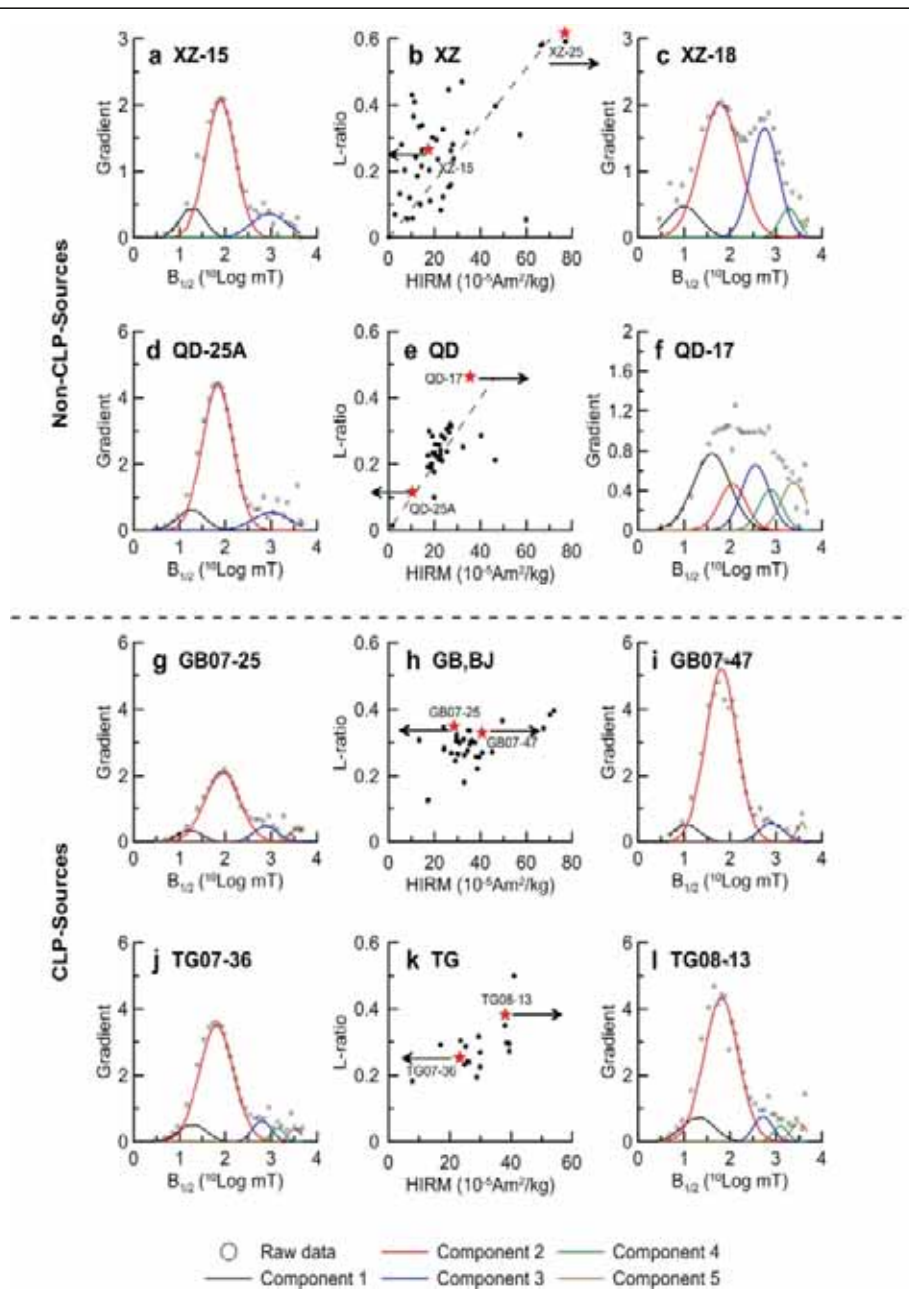 Non-CLP-Sources
a XZ-15
3
2
1
0
Gradient
0 1 2 3 4
B1/2 (10Log mT)
b XZ
0.6
0.4
0.2
0
L-ratio
XZ-25
XZ-15
0 20 40 60 80
HIRM (10-5Am2/kg)
c XZ-18
3
2
1
0
Gradient
0 1 2 3 4
B1/2 (10Log mT)
d QD-25A
6
4
2
0
Gradient
0 1 2 3 4
B1/2 (10Log mT)
e QD
0.6
0.4
0.2
0
L-ratio
QD-17
QD-25A
0 20 40 60 80
HIRM (10-5Am2/kg)
f QD-17
2
1.6
1.2
0.8
0.4
0
Gradient
0 1 2 3 4
B1/2 (10Log mT)
CLP-Sources
g GB07-25
6
4
2
0
Gradient
0 1 2 3 4
B1/2 (10Log mT)
h GB,BJ
0.6
0.4
0.2
0
L-ratio
GB07-25
GB07-47
0 20 40 60 80
HIRM (10-5Am2/kg)
i GB07-47
6
4
2
0
Gradient
0 1 2 3 4
B1/2 (10Log mT)
j TG07-36
6
4
2
0
Gradient
0 1 2 3 4
B1/2 (10Log mT)
k TG
0.6
0.4
0.2
0
L-ratio
TG08-13
TG07-36
0 20 40 60
HIRM (10-5Am2/kg)
l TG08-13
6
4
2
0
Gradient
0 1 2 3 4
B1/2 (10Log mT)
Raw data Component 2 Component 4
Component 1 Component 3 Component 5